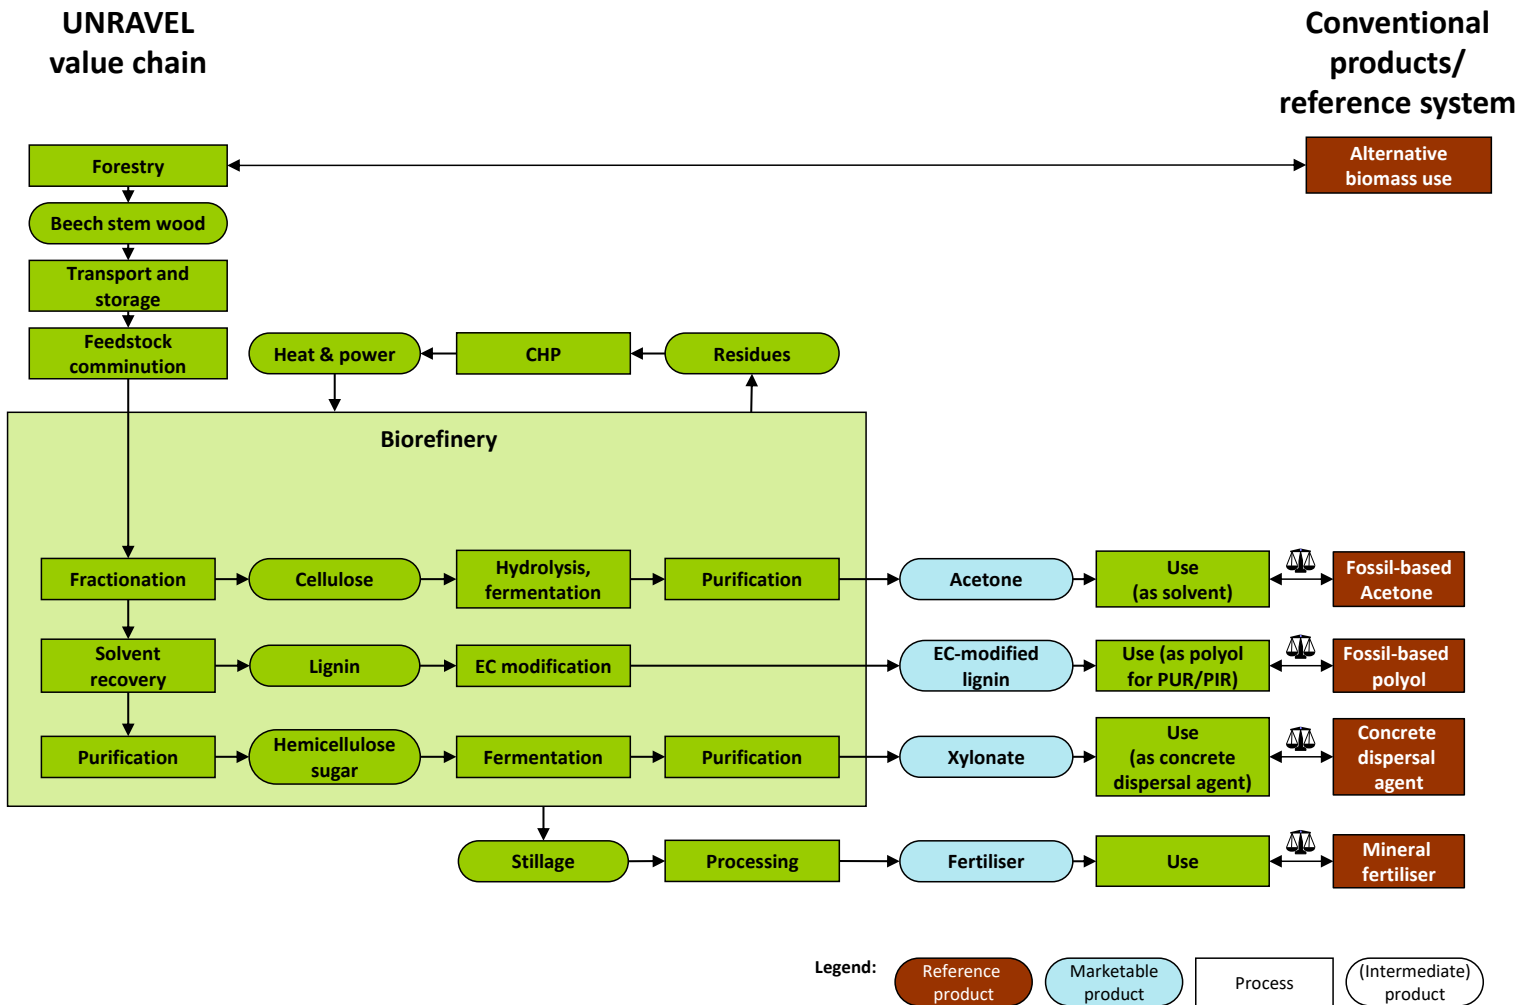 UNRAVEL
value chain
Conventional
products/
reference system
Forestry
Alternative
biomass use
Beech stem wood
Transport and
storage
Feedstock
comminution
Heat & power
CHP
Residues
Biorefinery
Fractionation
Cellulose
Hydrolysis,
fermentation
Purification
Acetone
Use
(as solvent)
Fossil-based
Acetone
Solvent
recovery
Lignin
EC modification
EC-modified
lignin
Use (as polyol
for PUR/PIR)
Fossil-based
polyol
Purification
Hemicellulose
sugar
Fermentation
Purification
Xylonate
Use
(as concrete
dispersal agent)
Concrete
dispersal
agent
Stillage
Processing
Fertiliser
Use
Mineral
fertiliser
Legend:
Reference
product
Marketable
product
Process
(Intermediate)
product